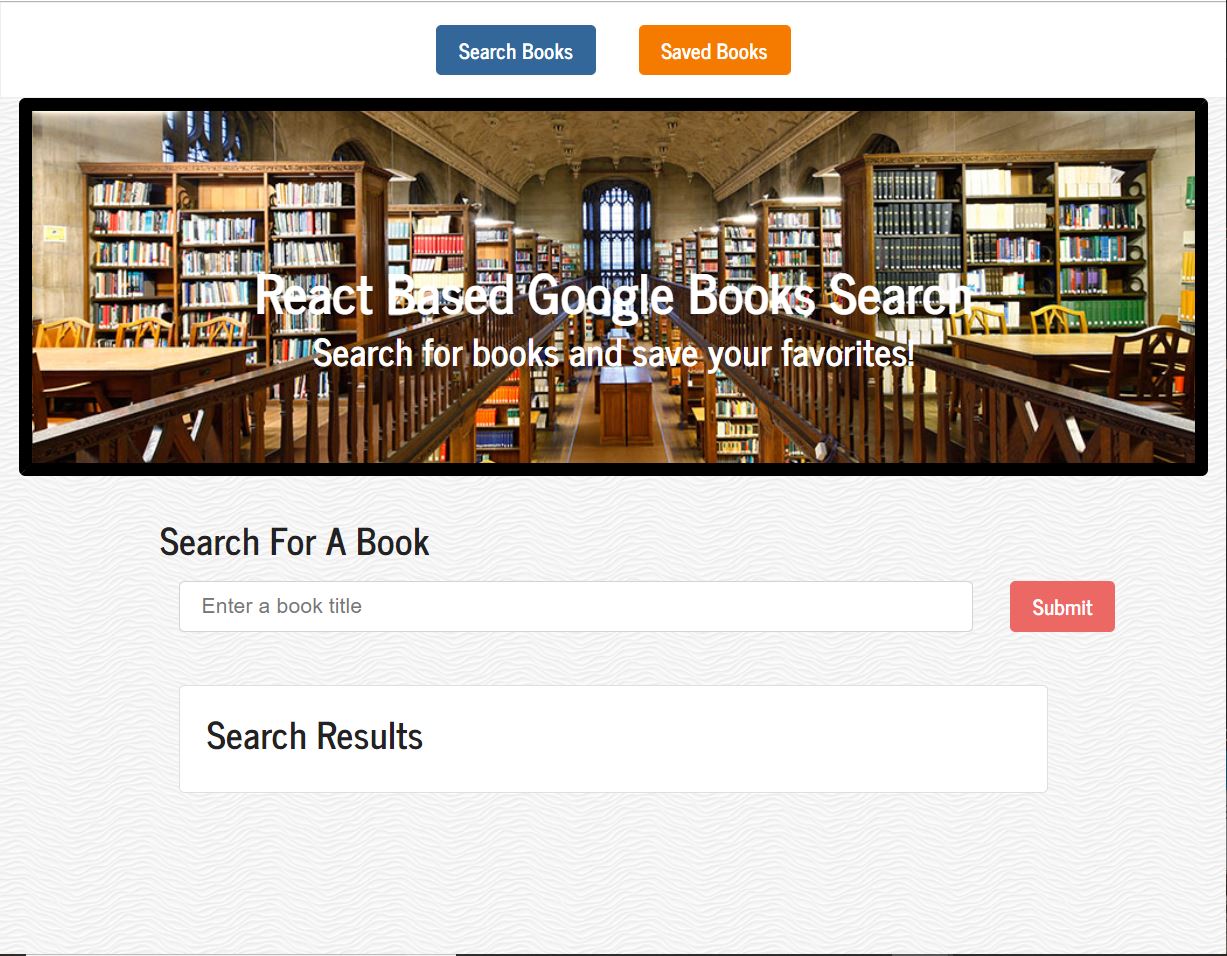 Search Books
Saved Books
React Based Google Books Search
Search for books and save your favorites!
Search For A Book
Enter a book title
Submit
Search Results